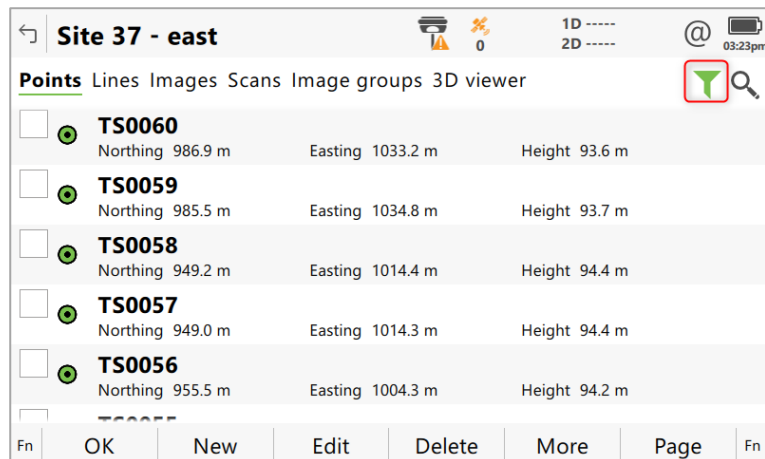 Site 37 - east
0
1D -----
2D -----
@
03:23pm
Points Lines Images Scans Image groups 3D viewer
TS0060
Northing 986.9 m Easting 1033.2 m Height 93.6 m
TS0059
Northing 985.5 m Easting 1034.8 m Height 93.7 m
TS0058
Northing 949.2 m Easting 1014.4 m Height 94.4 m
TS0057
Northing 949.0 m Easting 1014.3 m Height 94.4 m
TS0056
Northing 955.5 m Easting 1004.3 m Height 94.2 m
Fn OK New Edit Delete More Page Fn